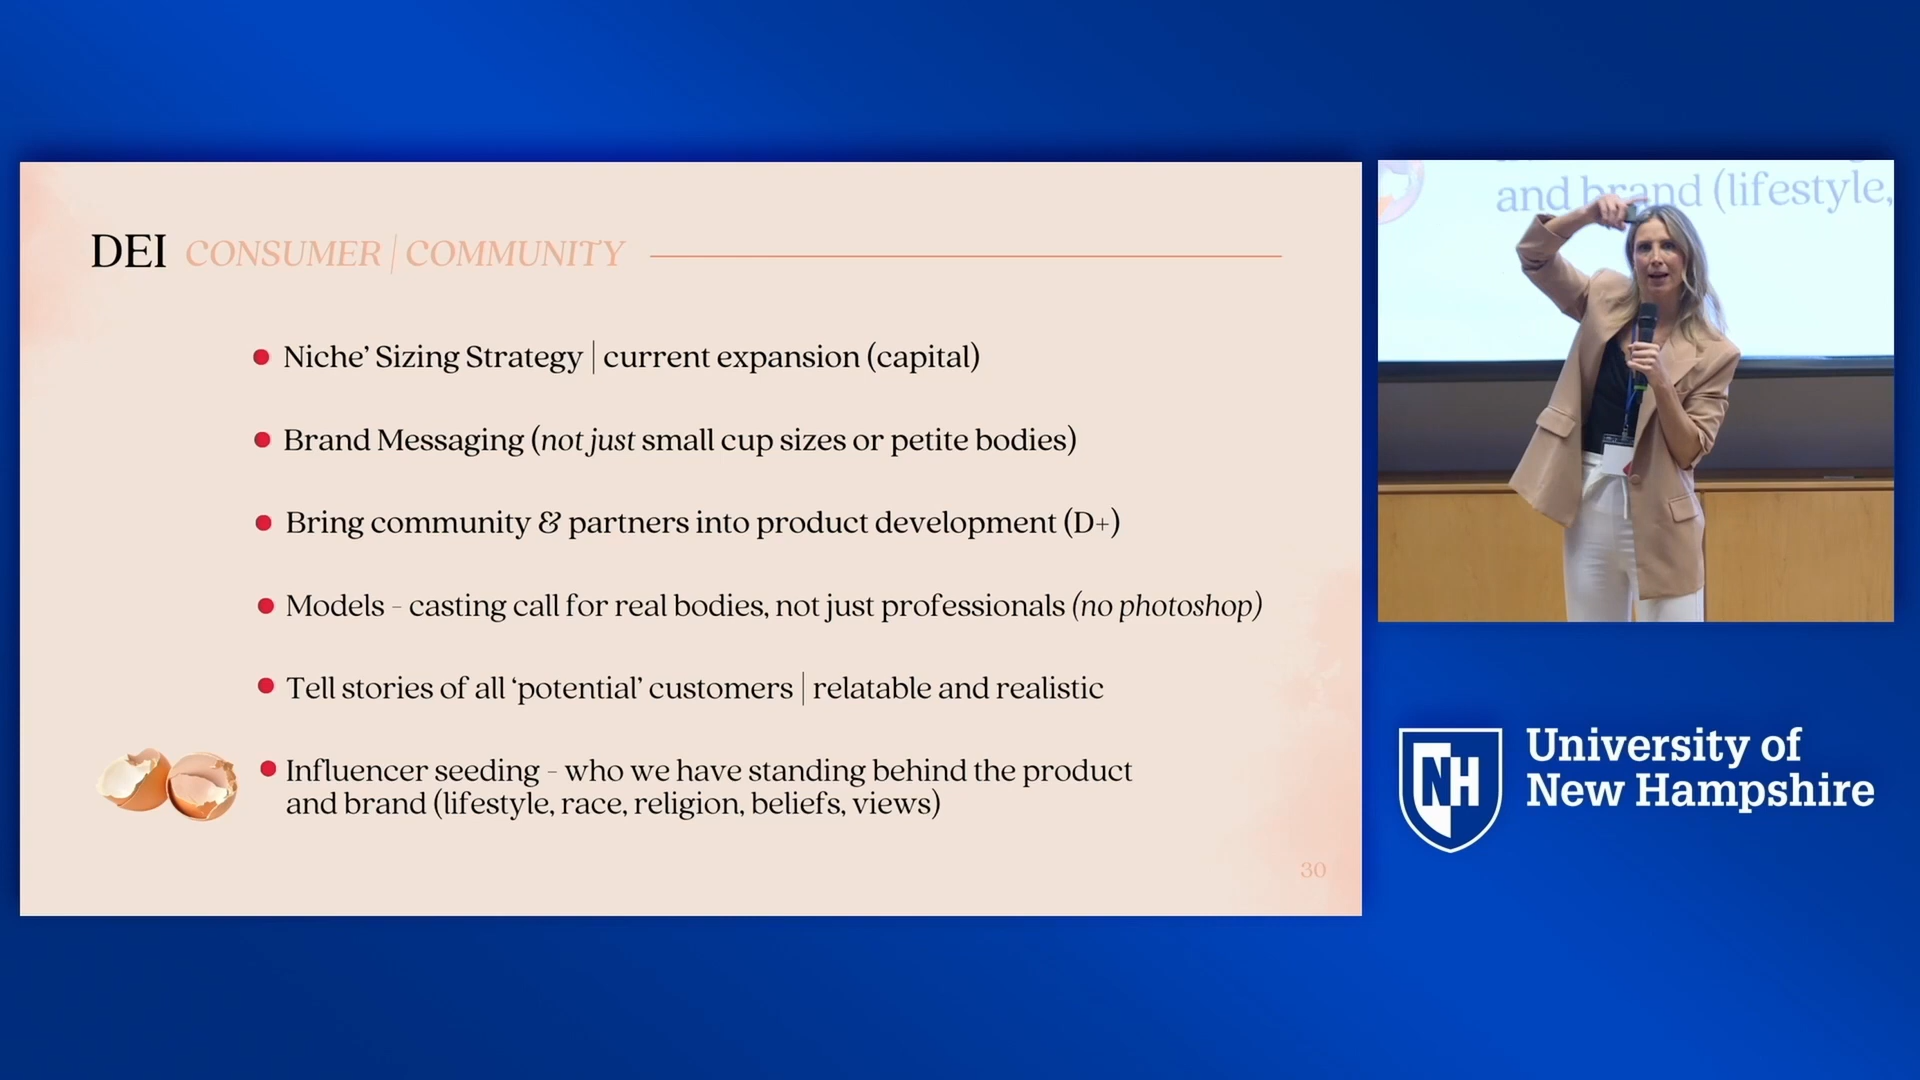 DEI CONSUMER | COMMUNITY
Niche’ Sizing Strategy | current expansion (capital)
Brand Messaging (not just small cup sizes or petite bodies)
Bring community & partners into product development (D+)
Models - casting call for real bodies, not just professionals (no photoshop)
Tell stories of all ‘potential’ customers | relatable and realistic
Influencer seeding - who we have standing behind the product
and brand (lifestyle, race, religion, beliefs, views)
30
and brand (lifestyle,
NH
University of
New Hampshire